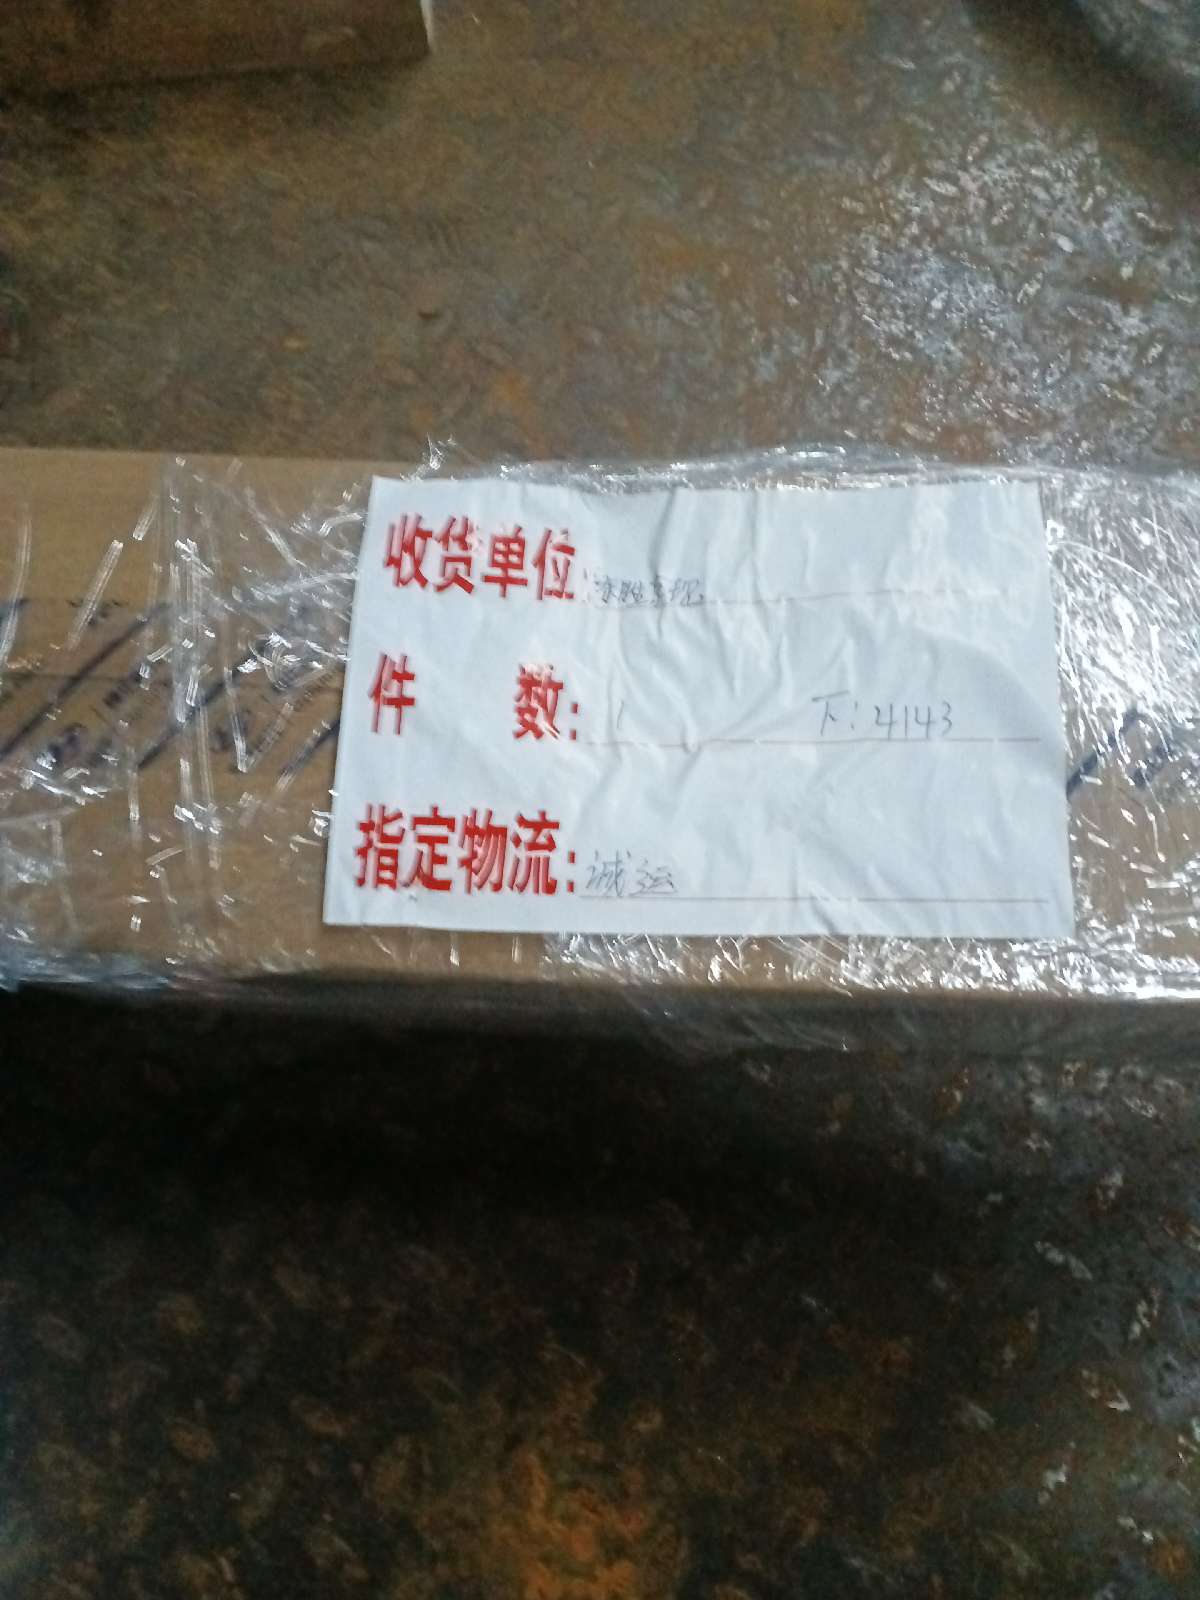 收货单位:
件 数: 1 下: 4143
指定物流: 诚运